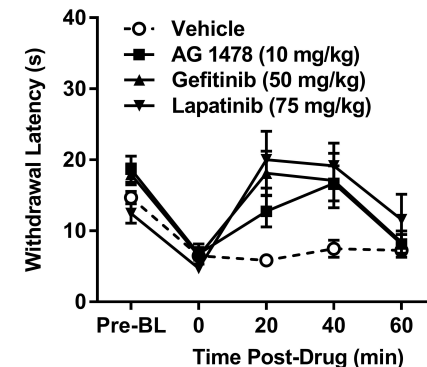 Vehicle
AG 1478 (10 mg/kg)
Gefitinib (50 mg/kg)
Lapatinib (75 mg/kg)
Withdrawal Latency (s)
40
30
20
10
0
Pre-BL 0 20 40 60
Time Post-Drug (min)